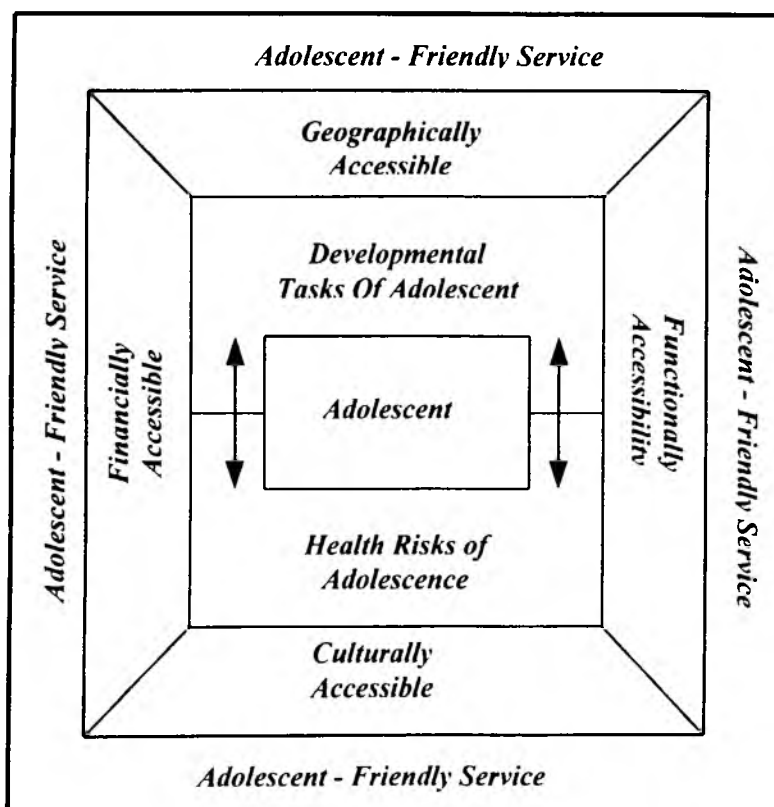 Adolescent - Friendly Service
Geographically
Accessible
Developmental
Tasks Of Adolescent
Adolescent - Friendly Service
Financially
Accessible
Adolescent
Functionally
Accessibility
Adolescent - Friendly Service
Health Risks of
Adolescence
Culturally
Accessible
Adolescent - Friendly Service